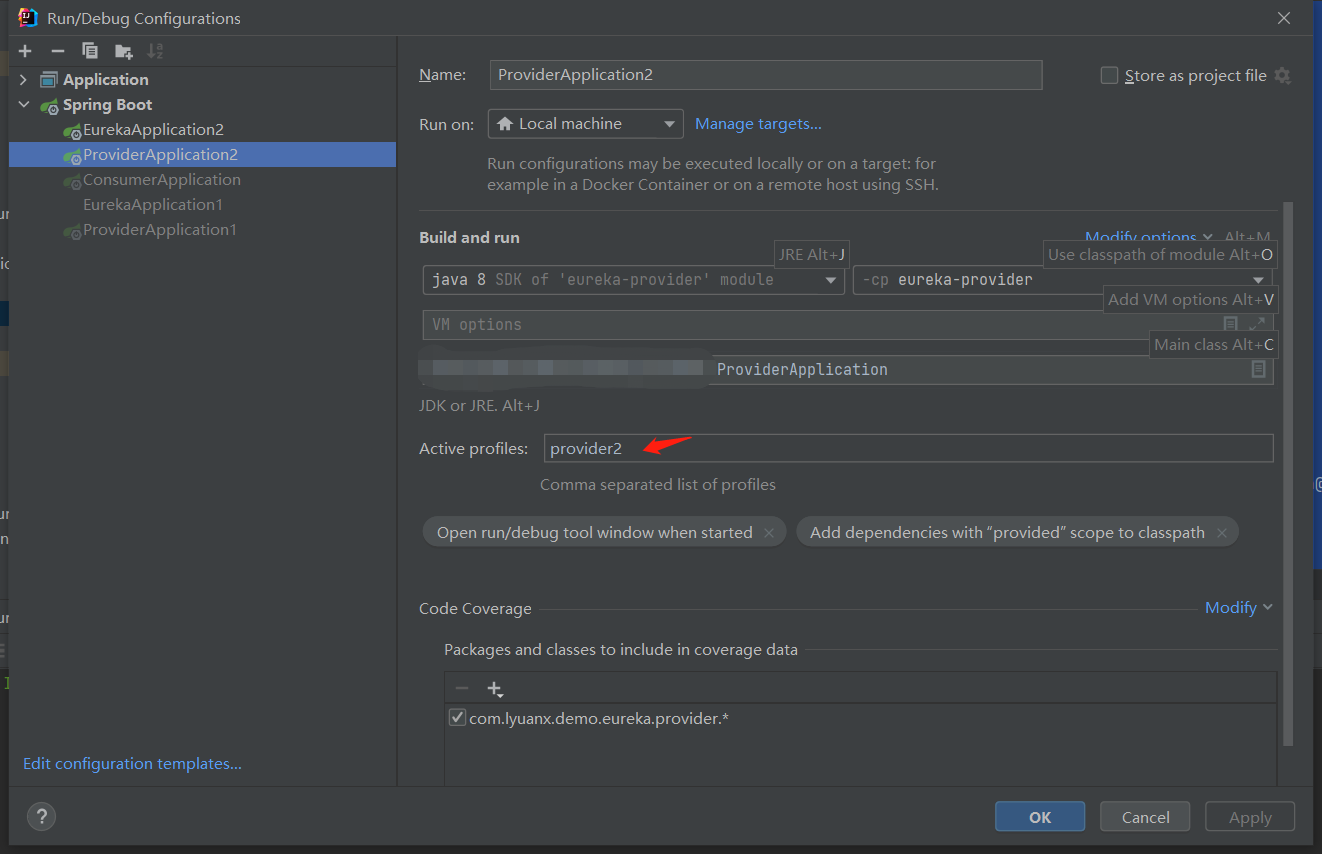 Run/Debug Configurations
Application
Spring Boot
EurekaApplication2
ProviderApplication2
ConsumerApplication
EurekaApplication1
ProviderApplication1
Edit configuration templates...
Name: ProviderApplication2 Store as project file
Run on: Local machine Manage targets...
Run configurations may be executed locally or on a target: for
example in a Docker Container or on a remote host using SSH.
Build and run Modify options Alt+M
JRE Alt+J Use classpath of module Alt+O
java 8 SDK of 'eureka-provider' module -cp eureka-provider
Add VM options Alt+V
VM options
Main class Alt+C
ProviderApplication
JDK or JRE. Alt+J
Active profiles: provider2
Comma separated list of profiles
Open run/debug tool window when started Add dependencies with “provided” scope to classpath
Code Coverage Modify
Packages and classes to include in coverage data
com.lyuanx.demo.eureka.provider.*
? OK Cancel Apply